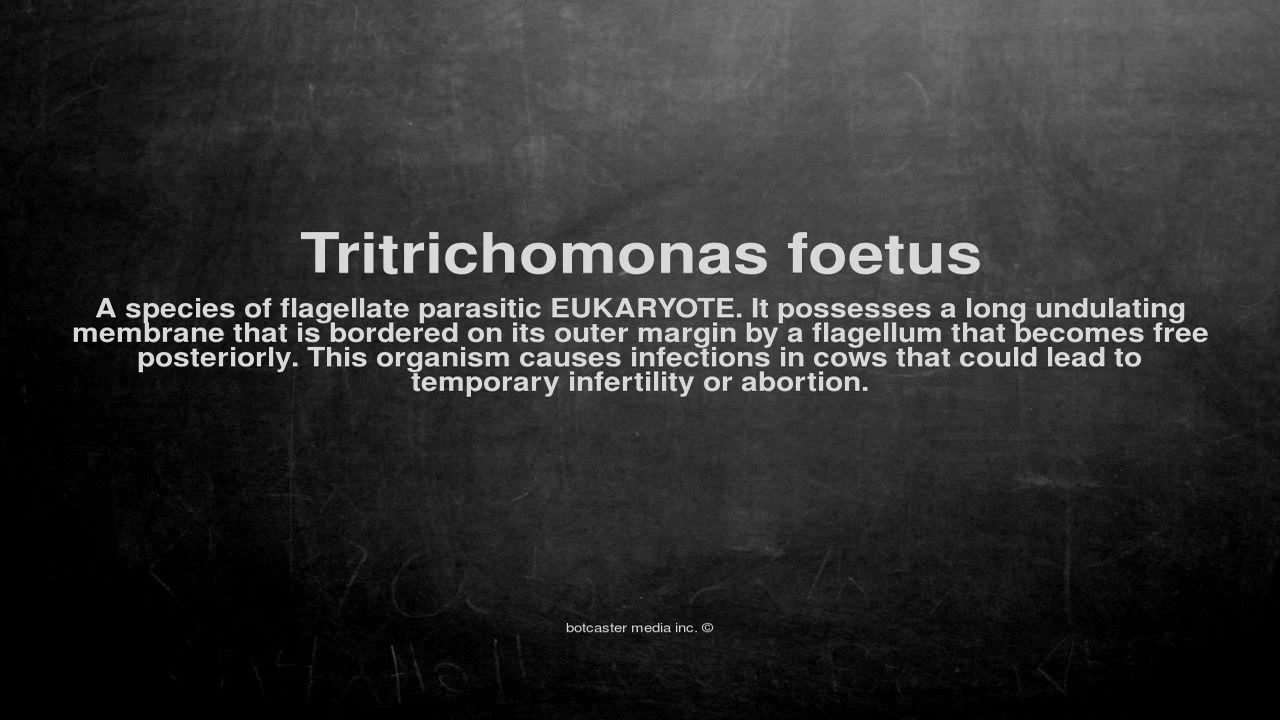 Tritrichomonas foetus
A species of flagellate parasitic EUKARYOTE. It possesses a long undulating
membrane that is bordered on its outer margin by a flagellum that becomes free
posteriorly. This organism causes infections in cows that could lead to
temporary infertility or abortion.
botcaster media inc. ©